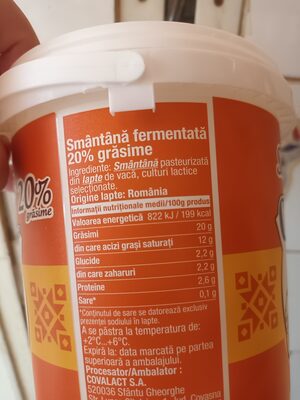 Smântână fermentată
20% grăsime
Ingrediente: Smântână pasteurizată
din lapte de vacă, culturi lactice
selecționate.
Origine lapte: România
Informații nutriționale medii/100g produs
Valoarea energetică 822 kJ / 199 kcal
Grăsimi 20 g
din care acizi grași saturați 12 g
Glucide 2,2 g
din care zaharuri 2,2 g
Proteine 2,6 g
Sare* 0,1 g
*Conținutul de sare se datorează exclusiv
prezenței sodiului în lapte.
A se păstra la temperatura de:
+2°C...+6°C.
Expiră la: data marcată pe partea
superioară a ambalajului.
Procesator/Ambalator :
COVALACT S.A.
520036 Sfântu Gheorghe
Covasna
20%
grăsime